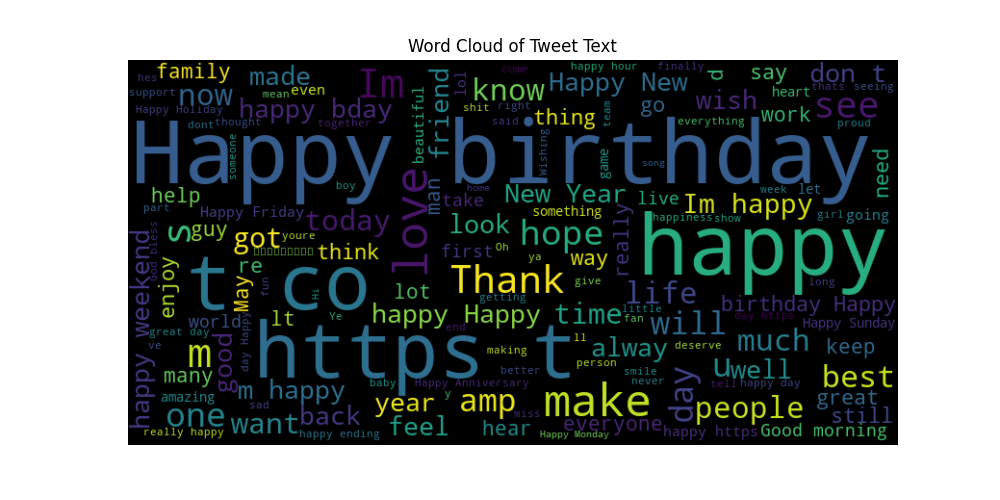 Word Cloud of Tweet Text
hes family made Im lol come happy hour finally d say don t
support mean even know Happy New heart thats seeing
Happy Holiday now happy bday beautiful friend shit right said thing team go wish work see
dont thought together Wishing everything proud
Happy birthday
someone game song need
boy home week let
help love man take New Year live Im happy
part Happy Friday today something happiness show girl going
s guy got youre look hope really happy
God bless think first Oh way
happy weekend enjoy re ya long
t co May fun Hi lot Thank getting give life birthday Happy
world lt Ye happy Happy time little fan will day https Happy Sunday
great day https t end ll much
ve m good day Happy making alway deserve keep
many better person smile u well best
amazing m happy baby Happy Anniversary never tell happy day great
one sad year y amp make day people still
want back feel miss hear everyone
really happy happy ending Happy Monday happy https Good morning